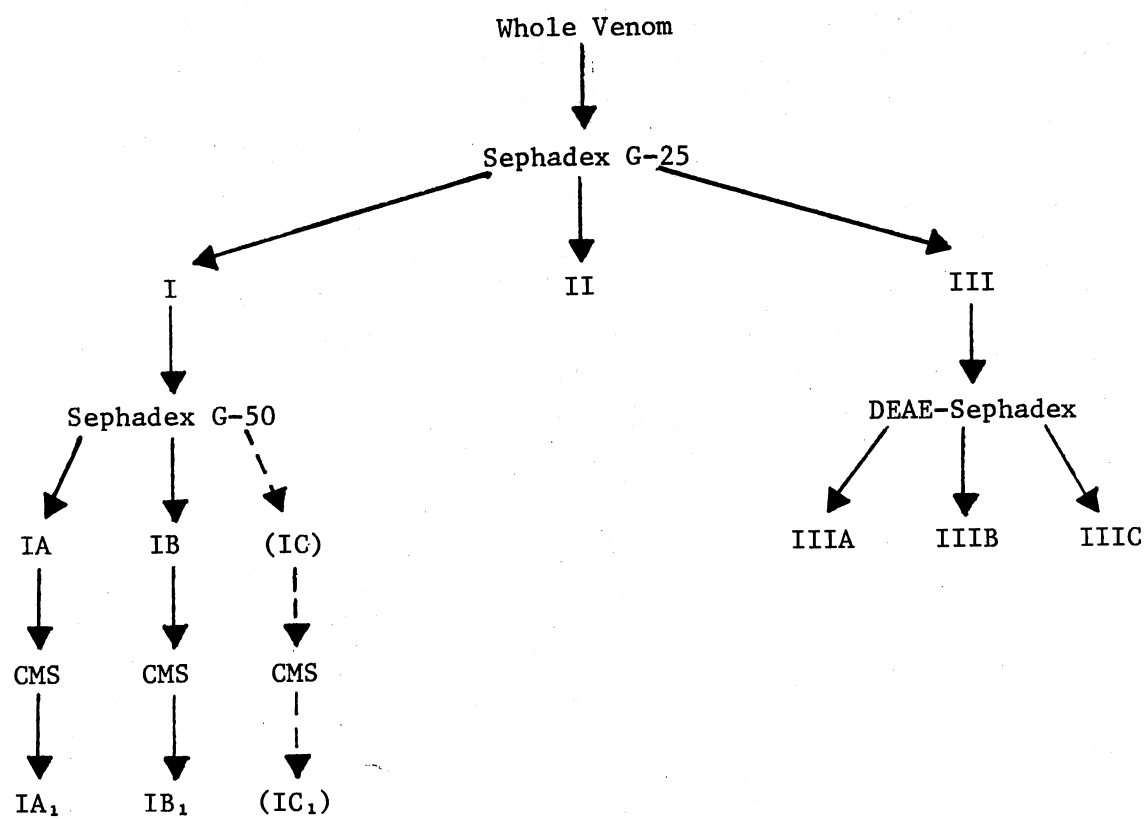 Whole Venom
Sephadex G-25
I II III
Sephadex G-50 DEAE-Sephadex
IA IB (IC) IIIA IIIB IIIC
CMS CMS CMS
IA₁ IB₁ (IC₁)